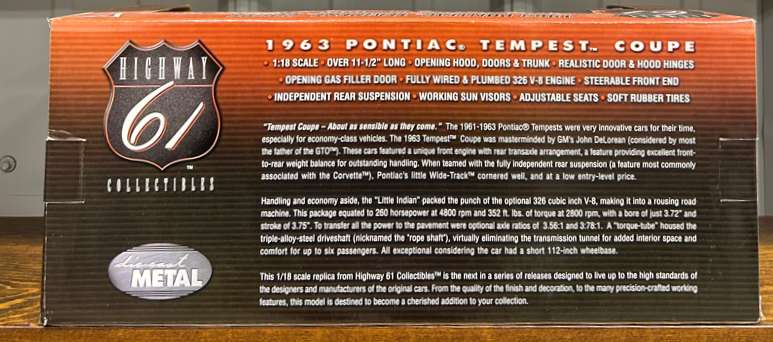 HIGHWAY
61
™
COLLECTIBLES
die-cast
METAL
1963 PONTIAC® TEMPEST™ COUPE
• 1:18 SCALE • OVER 11-1/2" LONG • OPENING HOOD, DOORS & TRUNK • REALISTIC DOOR & HOOD HINGES
• OPENING GAS FILLER DOOR • FULLY WIRED & PLUMBED 326 V-8 ENGINE • STEERABLE FRONT END
• INDEPENDENT REAR SUSPENSION • WORKING SUN VISORS • ADJUSTABLE SEATS • SOFT RUBBER TIRES
"Tempest Coupe – About as sensible as they come." The 1961-1963 Pontiac® Tempests were very innovative cars for their time,
especially for economy-class vehicles. The 1963 Tempest™ Coupe was masterminded by GM's John DeLorean (considered by most
the father of the GTO™). These cars featured a unique front engine with rear transaxle arrangement, a feature providing excellent front-
to-rear weight balance for outstanding handling. When teamed with the fully independent rear suspension (a feature most commonly
associated with the Corvette™), Pontiac's little Wide-Track™ cornered well, and at a low entry-level price.
Handling and economy aside, the "Little Indian" packed the punch of the optional 326 cubic inch V-8, making it into a rousing road
machine. This package equated to 260 horsepower at 4800 rpm and 352 ft. lbs. of torque at 2800 rpm, with a bore of just 3.72" and
stroke of 3.75". To transfer all the power to the pavement were optional axle ratios of 3.56:1 and 3:78:1. A "torque-tube" housed the
triple-alloy-steel driveshaft (nicknamed the "rope shaft"), virtually eliminating the transmission tunnel for added interior space and
comfort for up to six passengers. All exceptional considering the car had a short 112-inch wheelbase.
This 1/18 scale replica from Highway 61 Collectibles™ is the next in a series of releases designed to live up to the high standards of
the designers and manufacturers of the original cars. From the quality of the finish and decoration, to the many precision-crafted working
features, this model is destined to become a cherished addition to your collection.